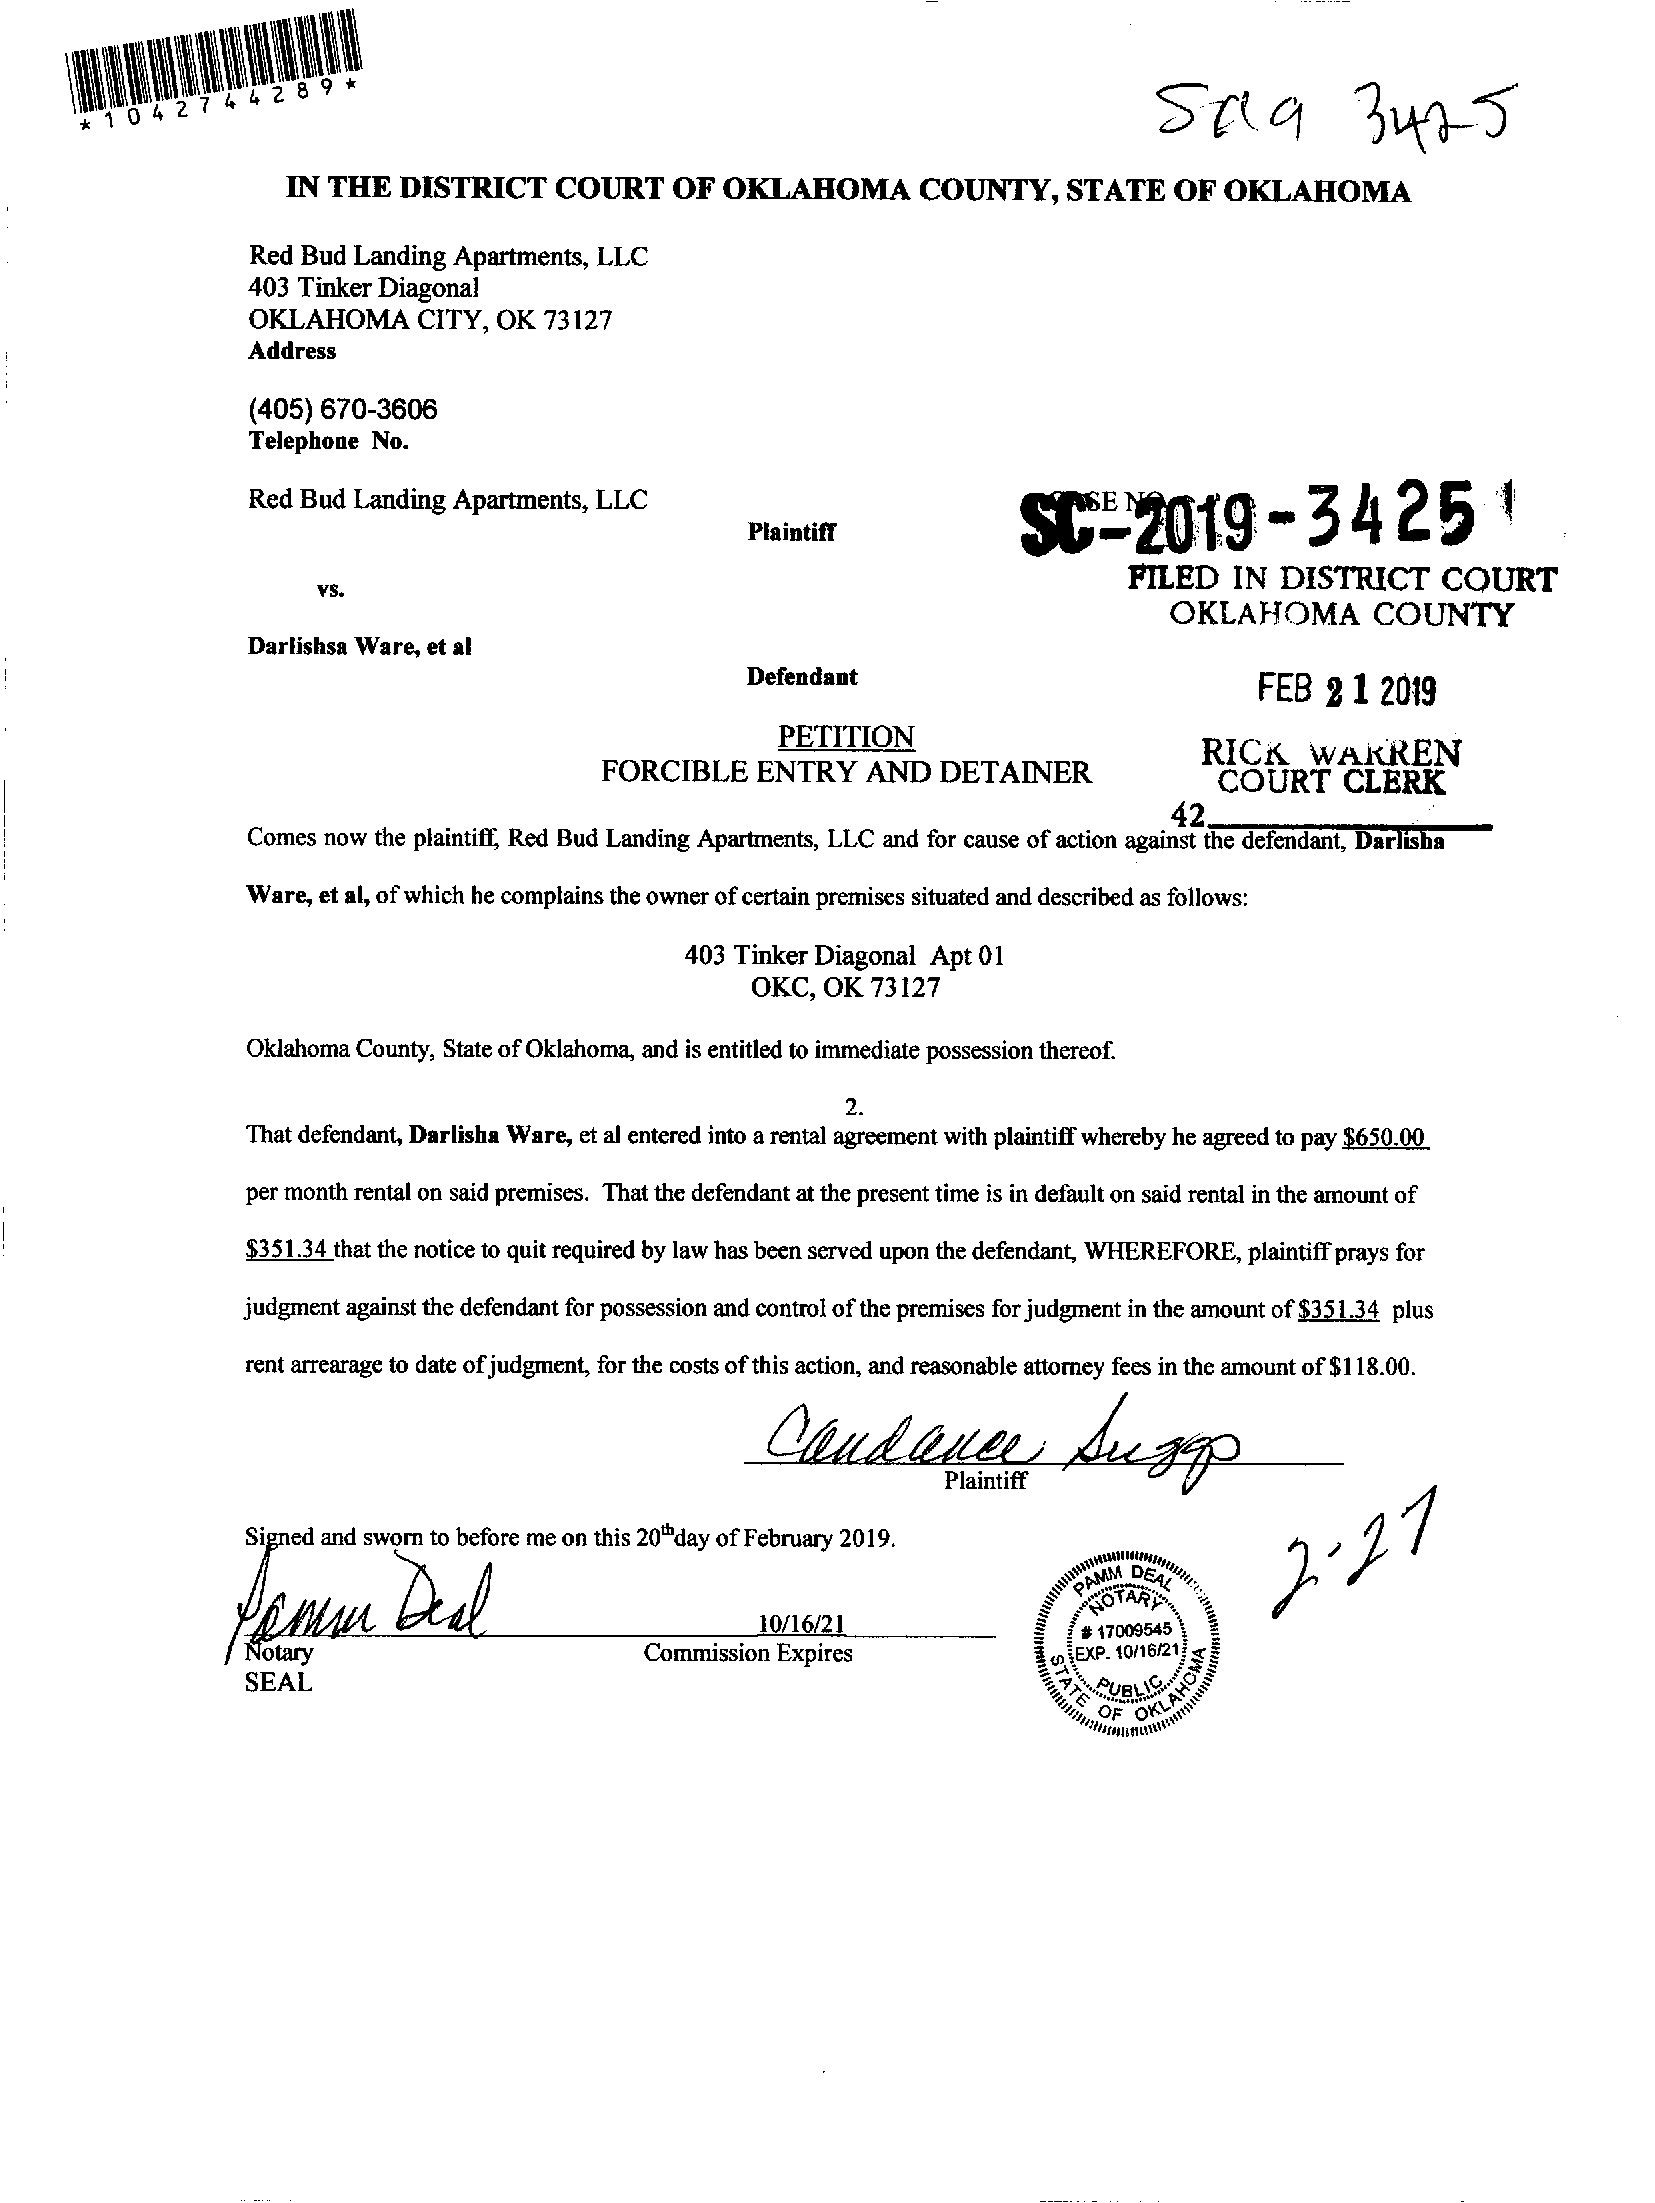 *1042744289*
3425
IN THE DISTRICT COURT OF OKLAHOMA COUNTY, STATE OF OKLAHOMA
Red Bud Landing Apartments, LLC
403 Tinker Diagonal
OKLAHOMA CITY, OK 73127
Address
(405) 670-3606
Telephone No.
Red Bud Landing Apartments, LLC
Plaintiff
CASE NO.
SC-2019-3425
FILED IN DISTRICT COURT
OKLAHOMA COUNTY
vs.
Darlishsa Ware, et al
Defendant
FEB 21 2019
PETITION
FORCIBLE ENTRY AND DETAINER
RICK WARREN
COURT CLERK
42
Comes now the plaintiff, Red Bud Landing Apartments, LLC and for cause of action against the defendant, Darlisha
Ware, et al, of which he complains the owner of certain premises situated and described as follows:
403 Tinker Diagonal Apt 01
OKC, OK 73127
Oklahoma County, State of Oklahoma, and is entitled to immediate possession thereof.
2.
That defendant, Darlisha Ware, et al entered into a rental agreement with plaintiff whereby he agreed to pay $650.00
per month rental on said premises. That the defendant at the present time is in default on said rental in the amount of
$351.34 that the notice to quit required by law has been served upon the defendant, WHEREFORE, plaintiff prays for
judgment against the defendant for possession and control of the premises for judgment in the amount of $351.34 plus
rent arrearage to date of judgment, for the costs of this action, and reasonable attorney fees in the amount of $118.00.
Candance Suggs
Plaintiff
Signed and sworn to before me on this 20th day of February 2019.
Pamm Deal
10/16/21
Notary
Commission Expires
SEAL
PAMM DEAL
NOTARY
# 17009545
EXP. 10/16/21
PUBLIC
STATE OF OKLAHOMA
2-27